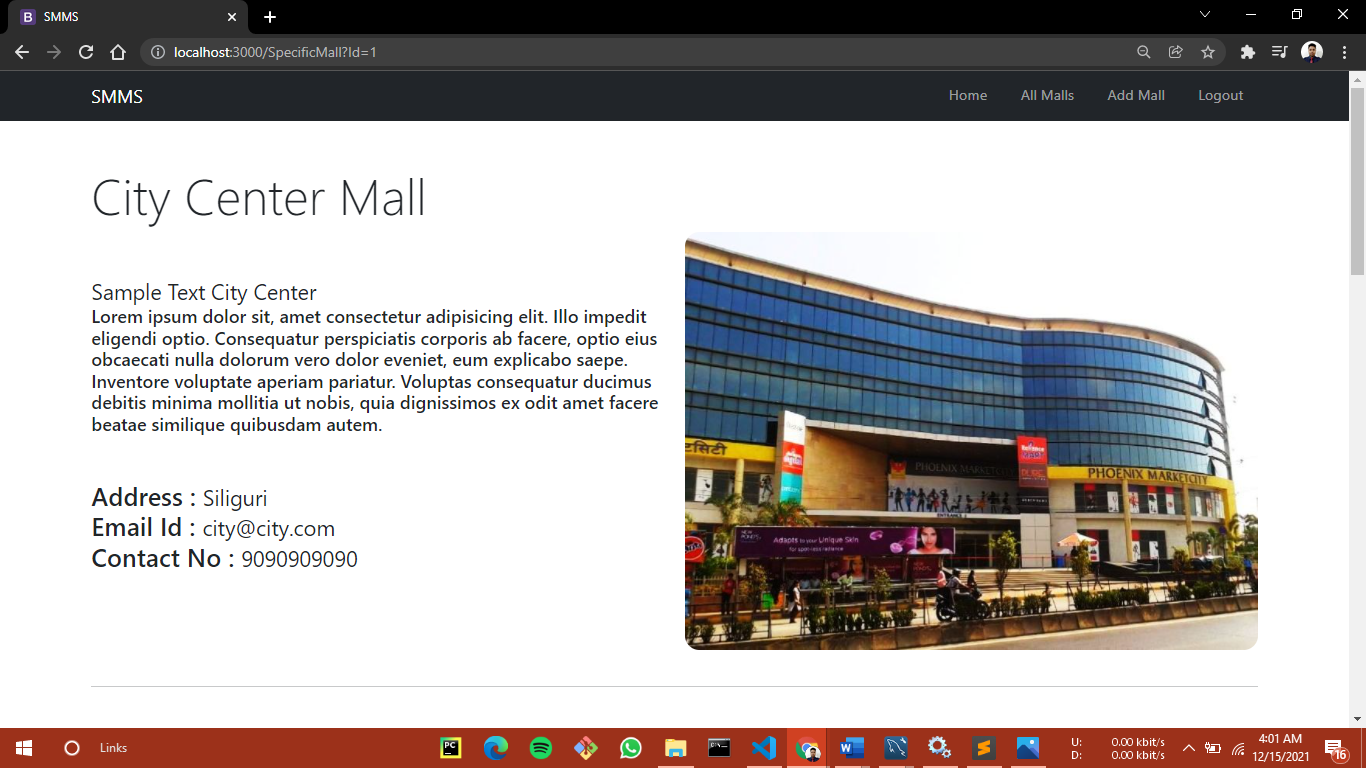 SMMS
localhost:3000/SpecificMall?Id=1
SMMS
Home
All Malls
Add Mall
Logout
City Center Mall
Sample Text City Center
Lorem ipsum dolor sit, amet consectetur adipisicing elit. Illo impedit
eligendi optio. Consequatur perspiciatis corporis ab facere, optio eius
obcaecati nulla dolorum vero dolor eveniet, eum explicabo saepe.
Inventore voluptate aperiam pariatur. Voluptas consequatur ducimus
debitis minima mollitia ut nobis, quia dignissimos ex odit amet facere
beatae similique quibusdam autem.
Address : Siliguri
Email Id : city@city.com
Contact No : 9090909090
PHOENIX MARKETCITY
PHOENIX MARKETCITY
ENTRANCE
Adapts to your Unique Skin
for spot-less radiance
Links
U: 0.00 kbit/s
D: 0.00 kbit/s
4:01 AM
12/15/2021
16